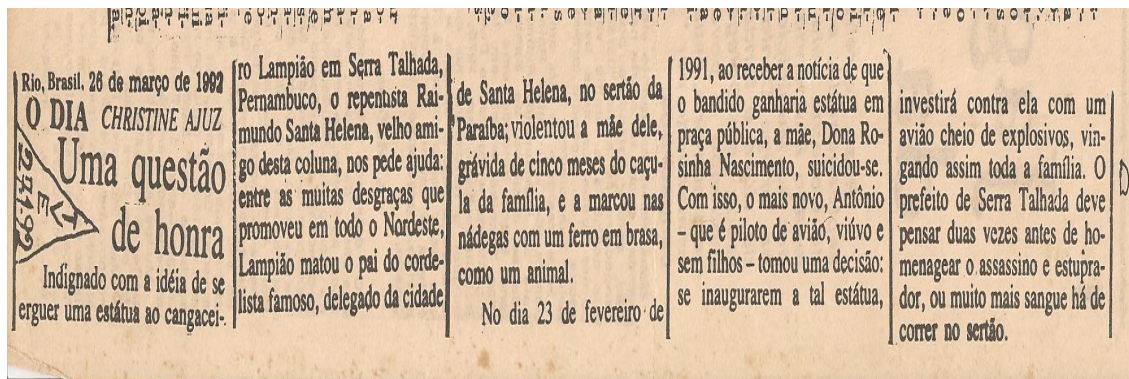 Rio, Brasil, 26 de março de 1992
O DIA CHRISTINE AJUZ
Uma questão
de honra
TVE
Indignado com a idéia de se
erguer uma estátua ao cangacei-
ro Lampião em Serra Talhada,
Pernambuco, o repentista Rai-
mundo Santa Helena, velho ami-
go desta coluna, nos pede ajuda:
entre as muitas desgraças que
promoveu em todo o Nordeste,
Lampião matou o pai do corde-
lista famoso, delegado da cidade
de Santa Helena, no sertão da
Paraíba; violentou a mãe dele,
grávida de cinco meses do caçu-
la da família, e a marcou nas
nádegas com um ferro em brasa,
como um animal.
No dia 23 de fevereiro de
1991, ao receber a notícia de que
o bandido ganharia estátua em
praça pública, a mãe, Dona Ro-
sinha Nascimento, suicidou-se.
Com isso, o mais novo, Antônio
– que é piloto de avião, viúvo e
sem filhos – tomou uma decisão:
se inaugurarem a tal estátua,
investirá contra ela com um
avião cheio de explosivos, vin-
gando assim toda a família. O
prefeito de Serra Talhada deve
pensar duas vezes antes de ho-
menagear o assassino e estupra-
dor, ou muito mais sangue há de
correr no sertão.